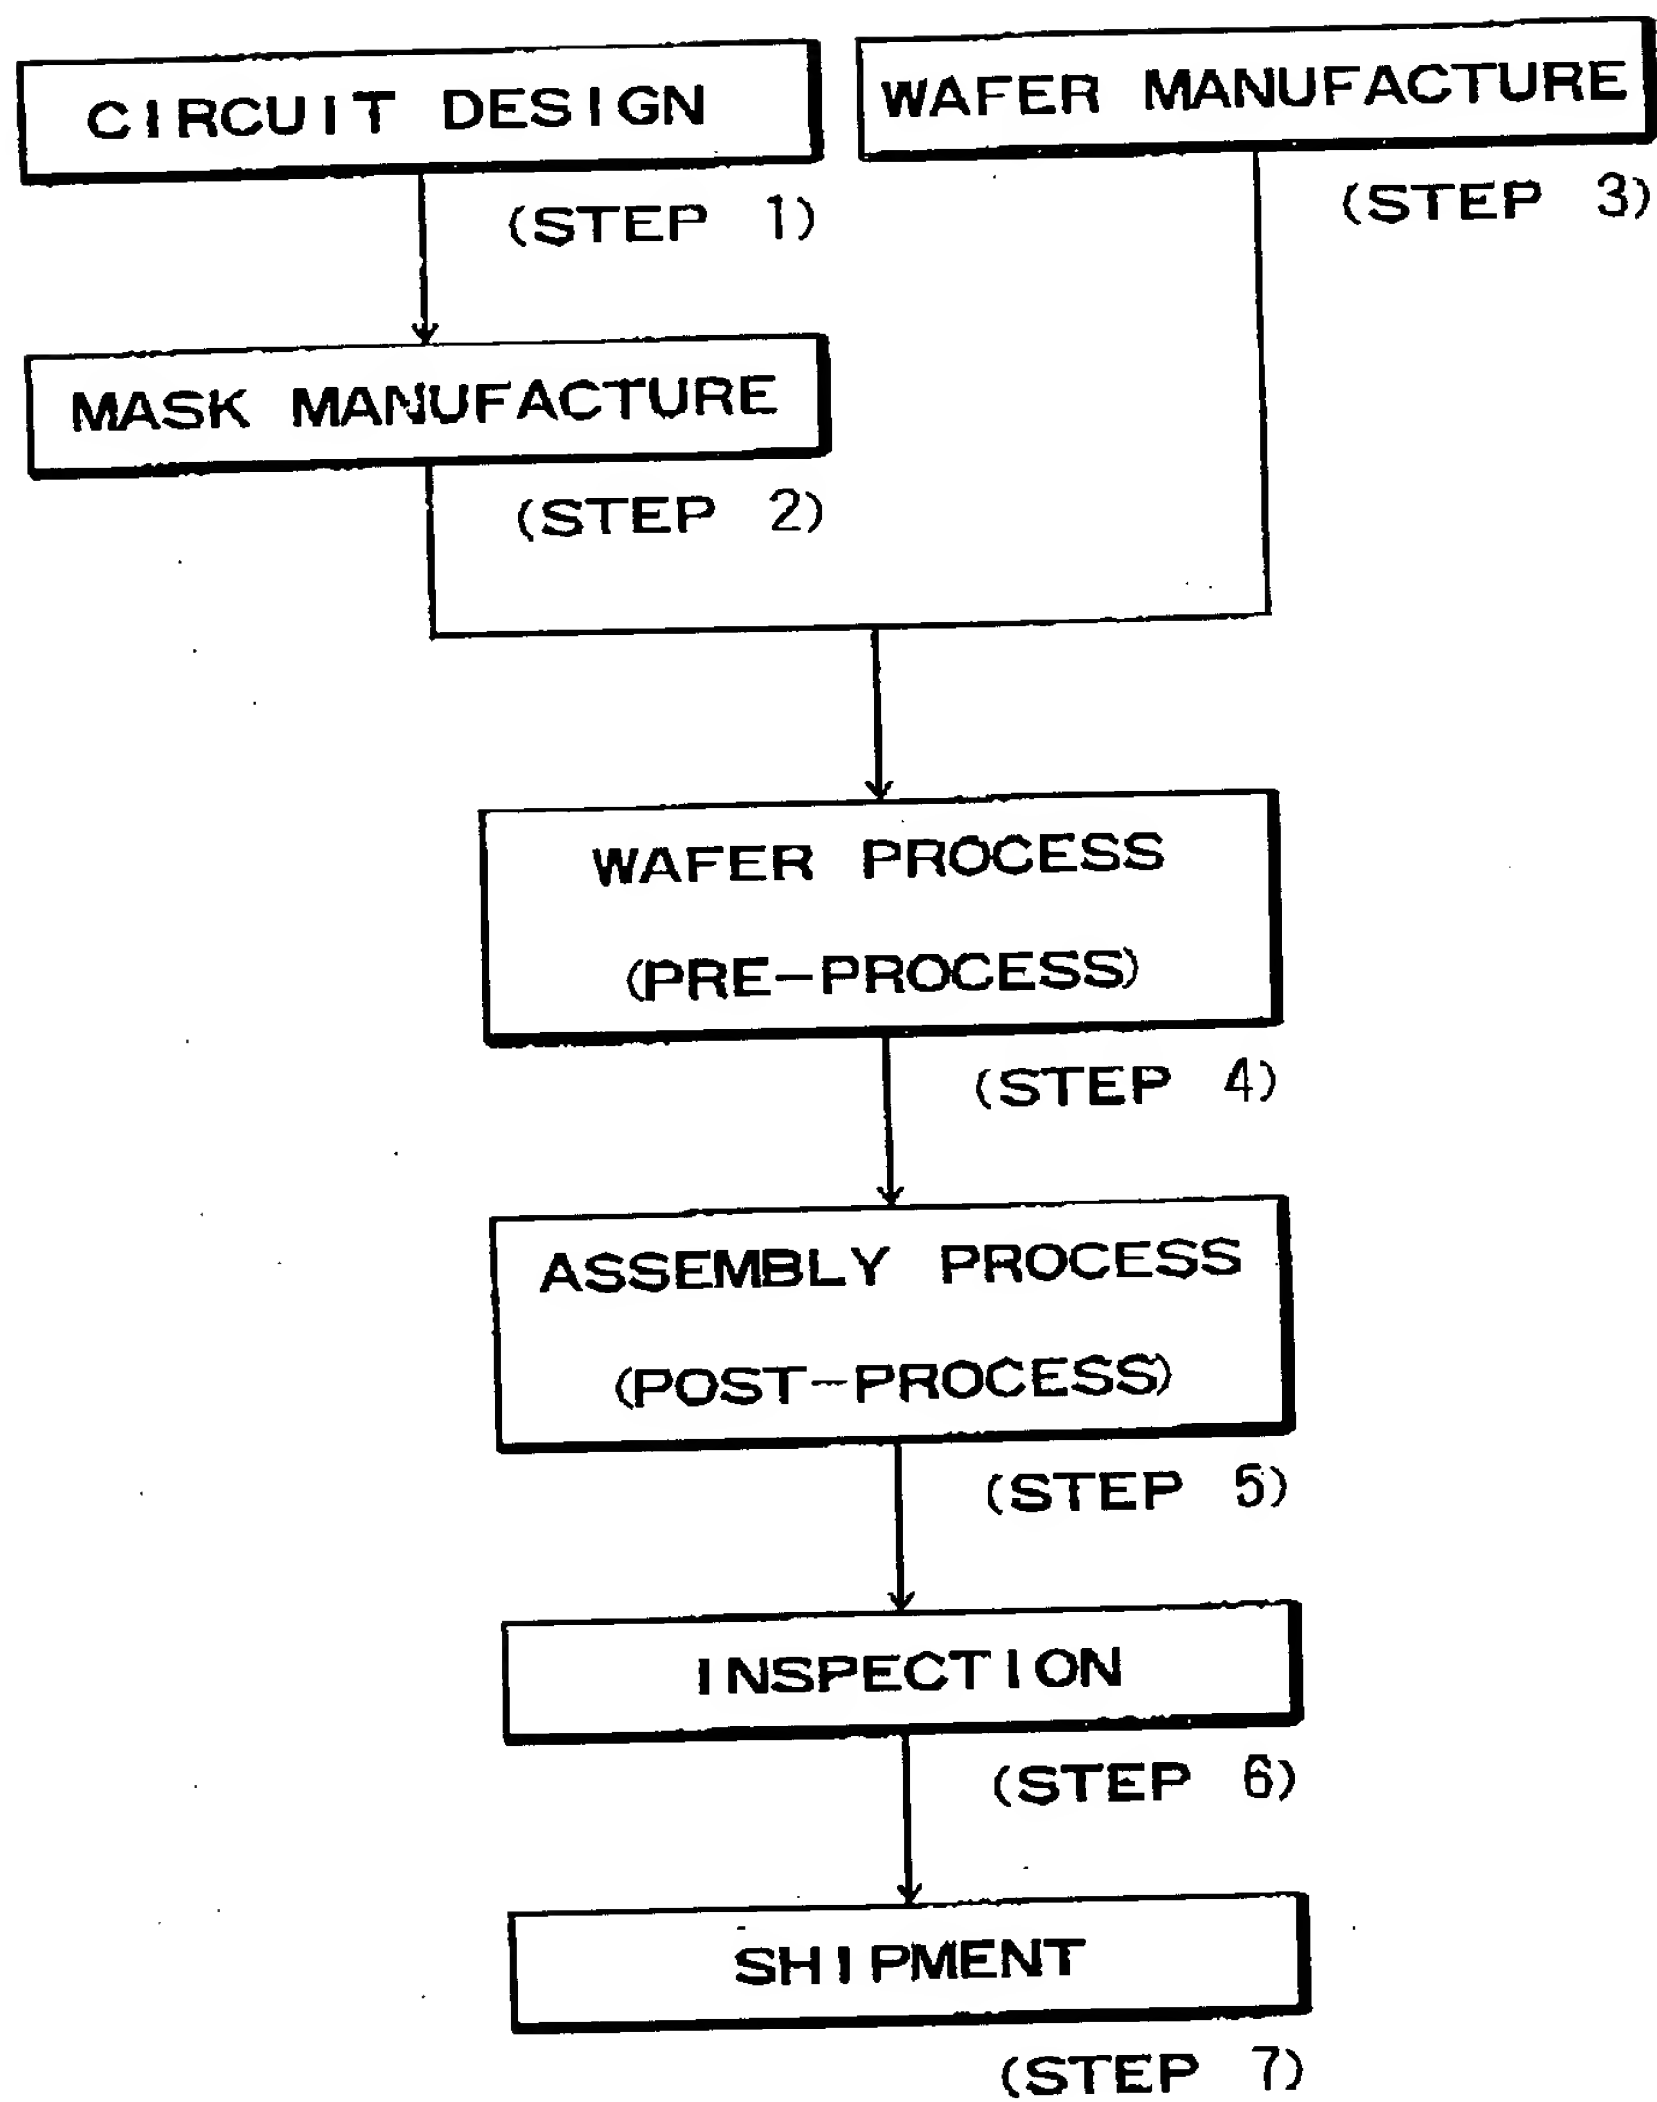 CIRCUIT DESIGN
(STEP 1)
WAFER MANUFACTURE
(STEP 3)
MASK MANUFACTURE
(STEP 2)
WAFER PROCESS
(PRE-PROCESS)
(STEP 4)
ASSEMBLY PROCESS
(POST-PROCESS)
(STEP 5)
INSPECTION
(STEP 6)
SHIPMENT
(STEP 7)